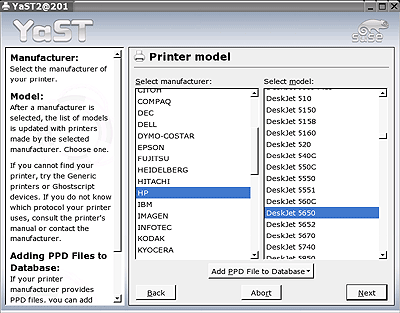 YaST2@201
YaST
SUSE
Manufacturer:
Select the manufacturer of
your printer.
Model:
After a manufacturer is
selected, the list of models
is updated with printers
made by the selected
manufacturer. Choose one.
If you cannot find your
printer, try the Generic
printers or Ghostscript
devices. If you do not know
which protocol your printer
uses, consult the printer's
manual or contact the
manufacturer.
Adding PPD Files to
Database:
If your printer
manufacturer provides
PPD files, you can add
Printer model
Select manufacturer:
CITOH
COMPAQ
DEC
DELL
DYMO-COSTAR
EPSON
FUJITSU
HEIDELBERG
HITACHI
HP
IBM
IMAGEN
INFOTEC
KODAK
KYOCERA
Select model:
DeskJet 510
DeskJet 5150
DeskJet 5158
DeskJet 5160
DeskJet 520
DeskJet 540C
DeskJet 550C
DeskJet 5550
DeskJet 5551
DeskJet 560C
DeskJet 5650
DeskJet 5652
DeskJet 5670
DeskJet 5740
DeskJet 5850
Add PPD File to Database
Back
Abort
Next